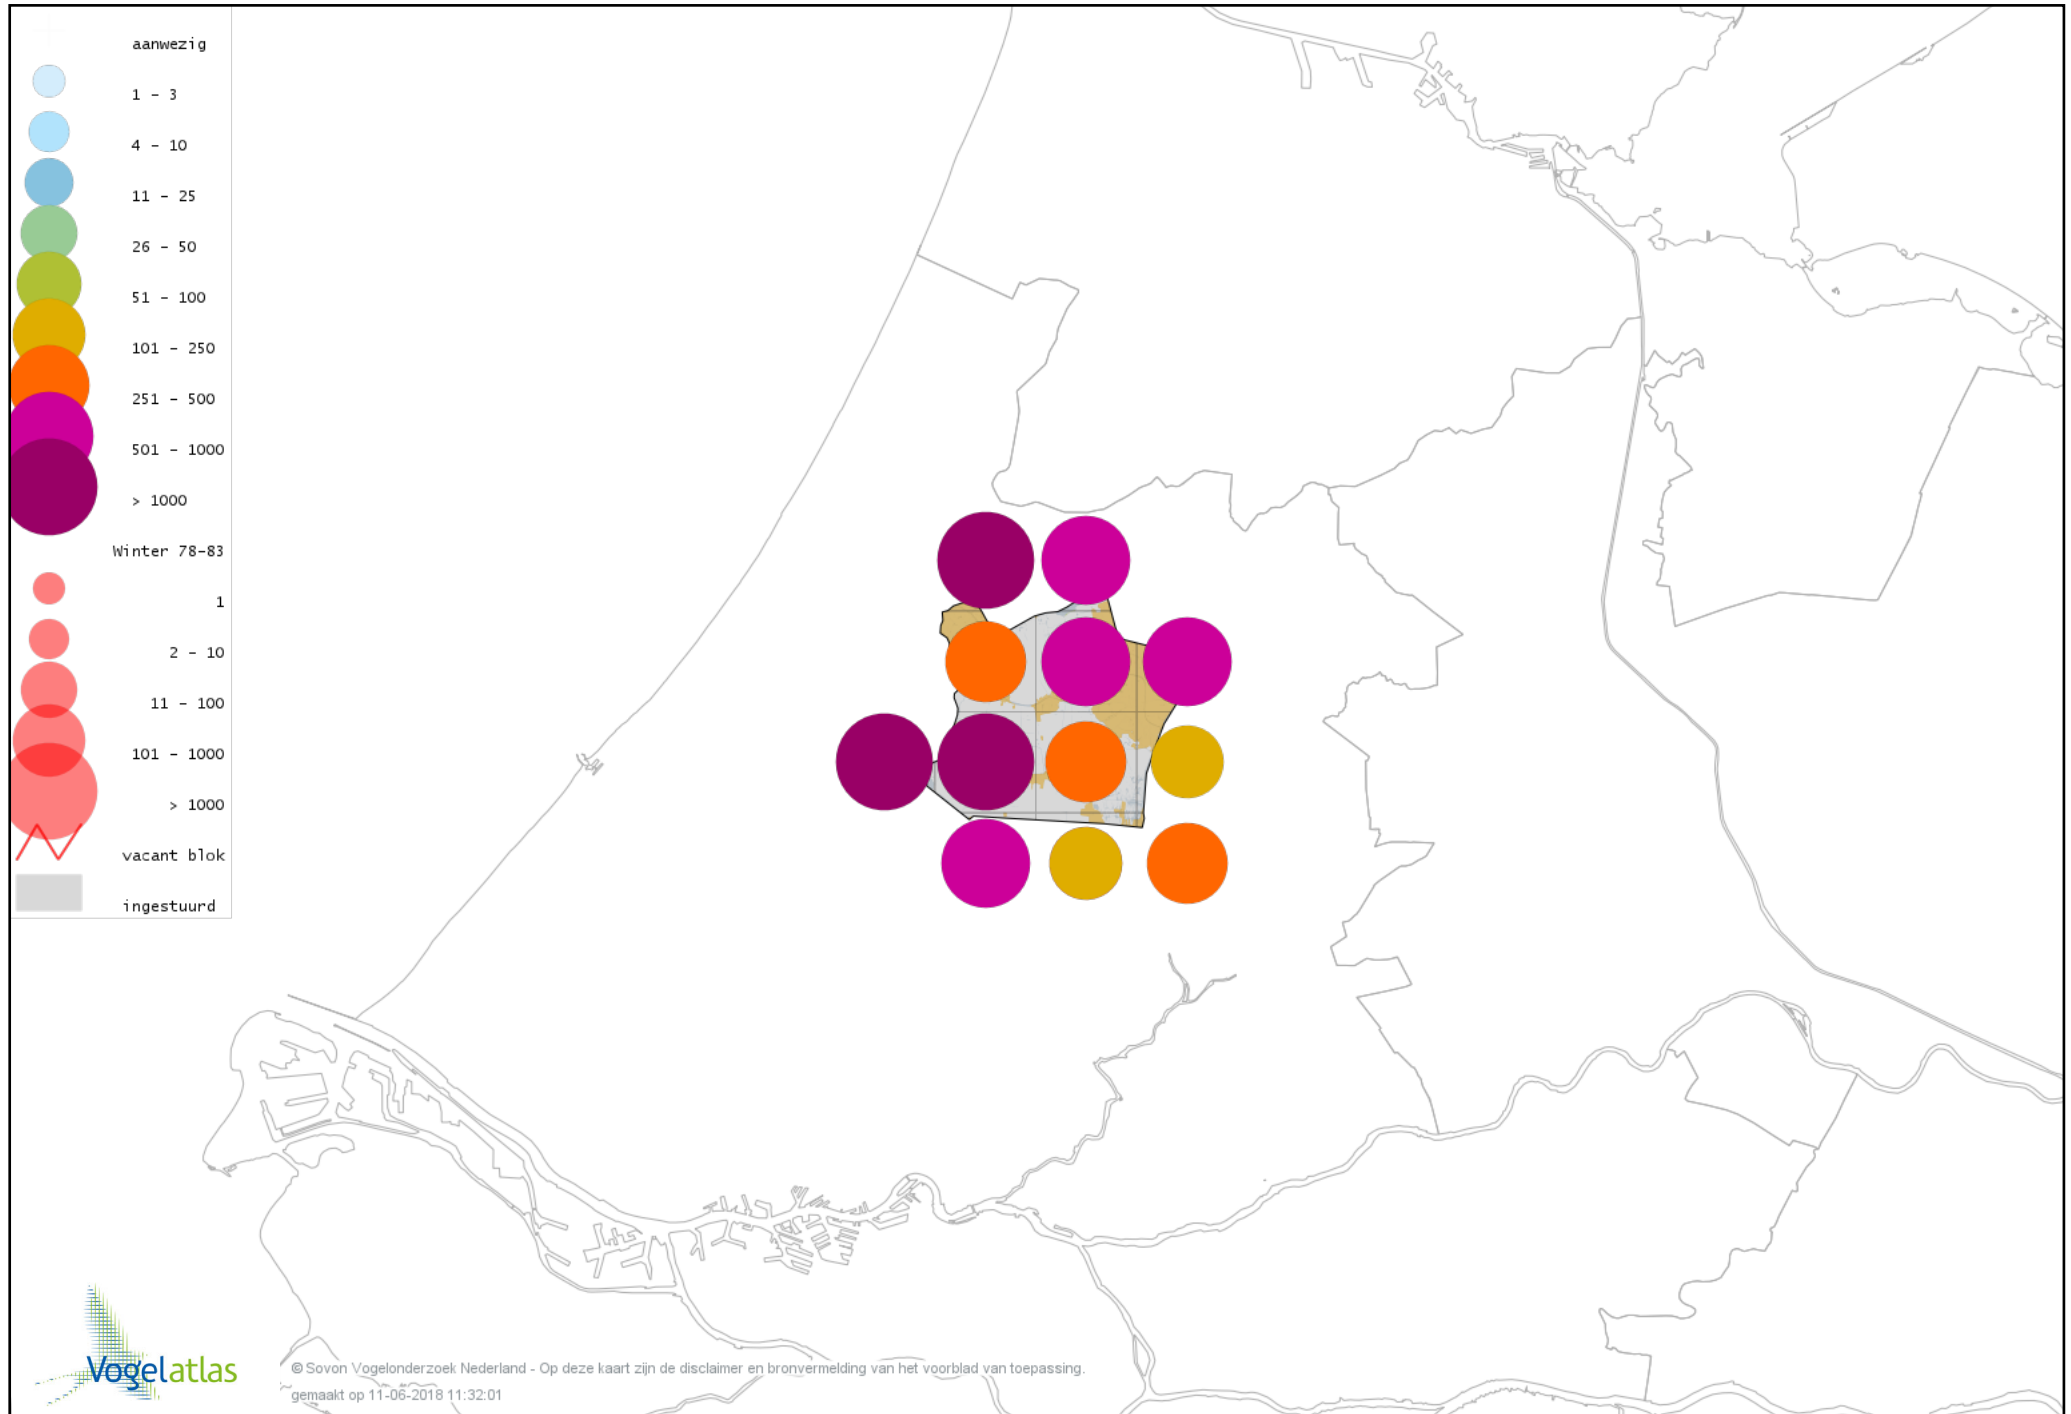 aanwezig
1 - 3
4 - 10
11 - 25
26 - 50
51 - 100
101 - 250
251 - 500
501 - 1000
> 1000
Winter 78-83
1
2 - 10
11 - 100
101 - 1000
> 1000
vacant blok
ingestuurd
Vogelatlas
© Sovon Vogelonderzoek Nederland - Op deze kaart zijn de disclaimer en bronvermelding van het voorblad van toepassing.
gemaakt op 11-06-2018 11:32:01